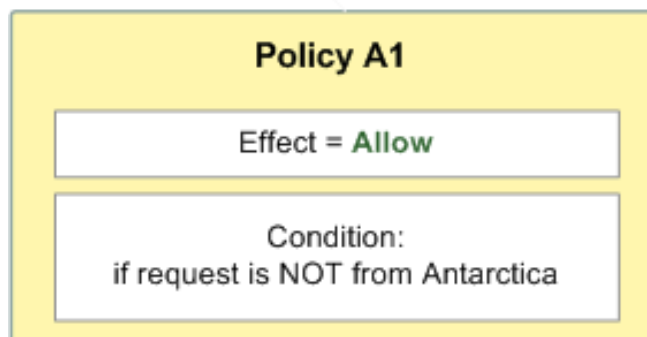 Policy A1
Effect = Allow
Condition:
if request is NOT from Antarctica